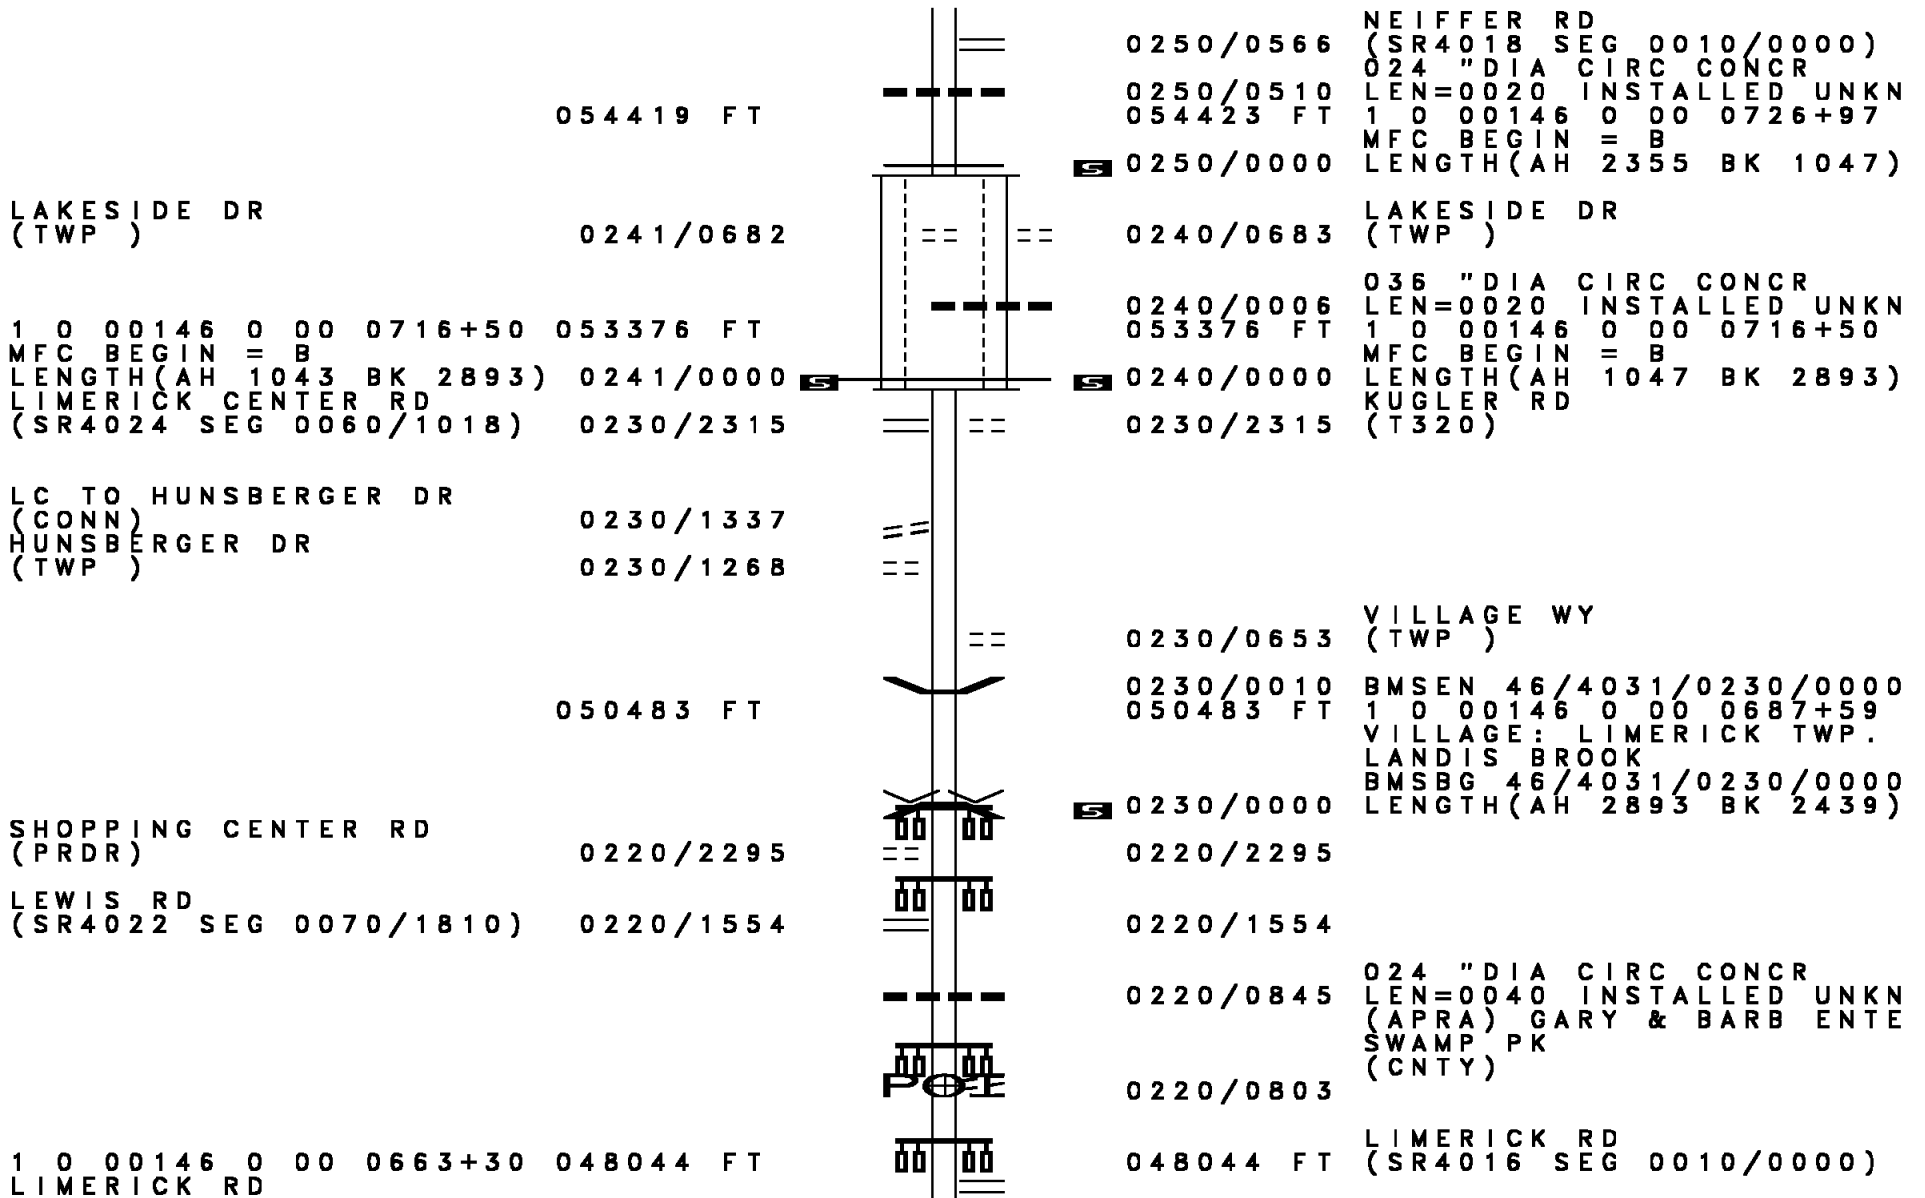 NEIFFER RD
0250/0566 (SR4018 SEG 0010/0000)
024 "DIA CIRC CONCR
0250/0510 LEN=0020 INSTALLED UNKN
054419 FT 054423 FT 1 0 00146 0 00 0726+97
MFC BEGIN = B
S 0250/0000 LENGTH(AH 2355 BK 1047)
LAKESIDE DR LAKESIDE DR
(TWP ) 0241/0682 0240/0683 (TWP )
036 "DIA CIRC CONCR
0240/0006 LEN=0020 INSTALLED UNKN
1 0 00146 0 00 0716+50 053376 FT 053376 FT 1 0 00146 0 00 0716+50
MFC BEGIN = B MFC BEGIN = B
LENGTH(AH 1043 BK 2893) 0241/0000 S S 0240/0000 LENGTH(AH 1047 BK 2893)
LIMERICK CENTER RD KUGLER RD
(SR4024 SEG 0060/1018) 0230/2315 0230/2315 (T320)
LC TO HUNSBERGER DR
(CONN) 0230/1337
HUNSBERGER DR
(TWP ) 0230/1268
VILLAGE WY
0230/0653 (TWP )
0230/0010 BMSEN 46/4031/0230/0000
050483 FT 050483 FT 1 0 00146 0 00 0687+59
VILLAGE: LIMERICK TWP.
LANDIS BROOK
BMSBG 46/4031/0230/0000
S 0230/0000 LENGTH(AH 2893 BK 2439)
SHOPPING CENTER RD
(PRDR) 0220/2295 0220/2295
LEWIS RD
(SR4022 SEG 0070/1810) 0220/1554 0220/1554
024 "DIA CIRC CONCR
0220/0845 LEN=0040 INSTALLED UNKN
(APRA) GARY & BARB ENTE
SWAMP PK
(CNTY)
POI 0220/0803
LIMERICK RD
1 0 00146 0 00 0663+30 048044 FT 048044 FT (SR4016 SEG 0010/0000)
LIMERICK RD